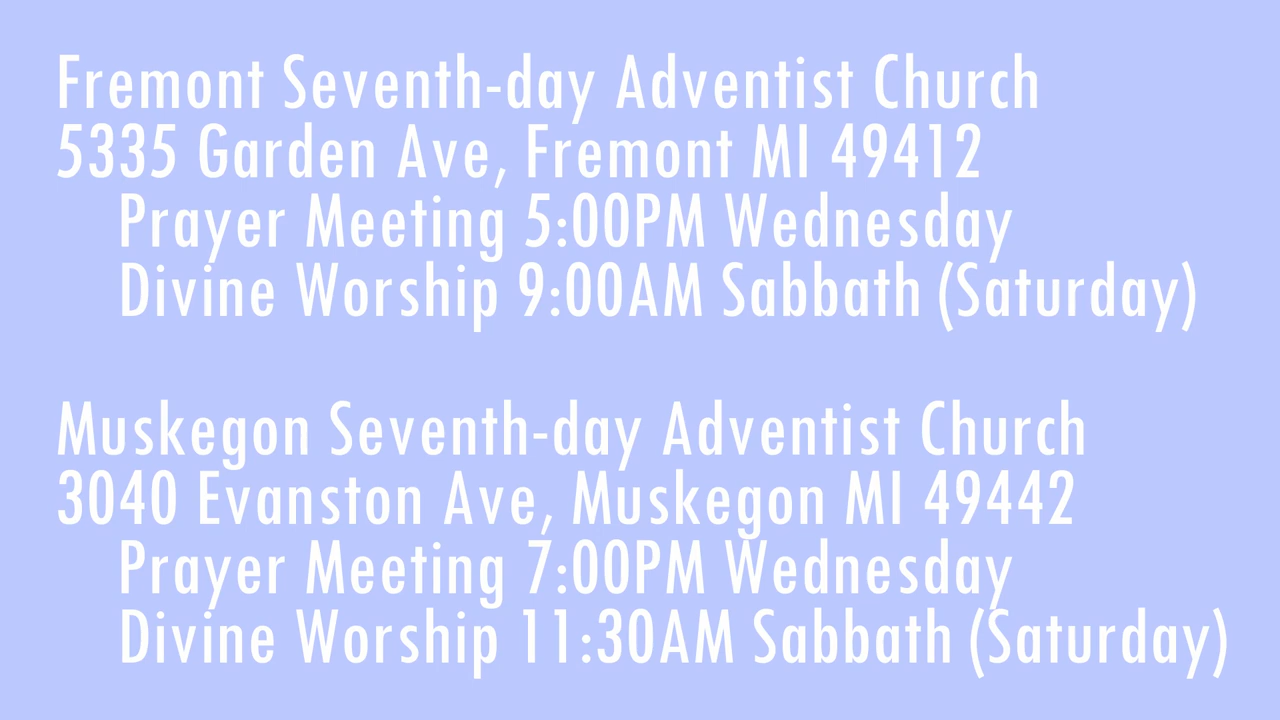 Fremont Seventh-day Adventist Church
5335 Garden Ave, Fremont MI 49412
Prayer Meeting 5:00PM Wednesday
Divine Worship 9:00AM Sabbath (Saturday)
Muskegon Seventh-day Adventist Church
3040 Evanston Ave, Muskegon MI 49442
Prayer Meeting 7:00PM Wednesday
Divine Worship 11:30AM Sabbath (Saturday)